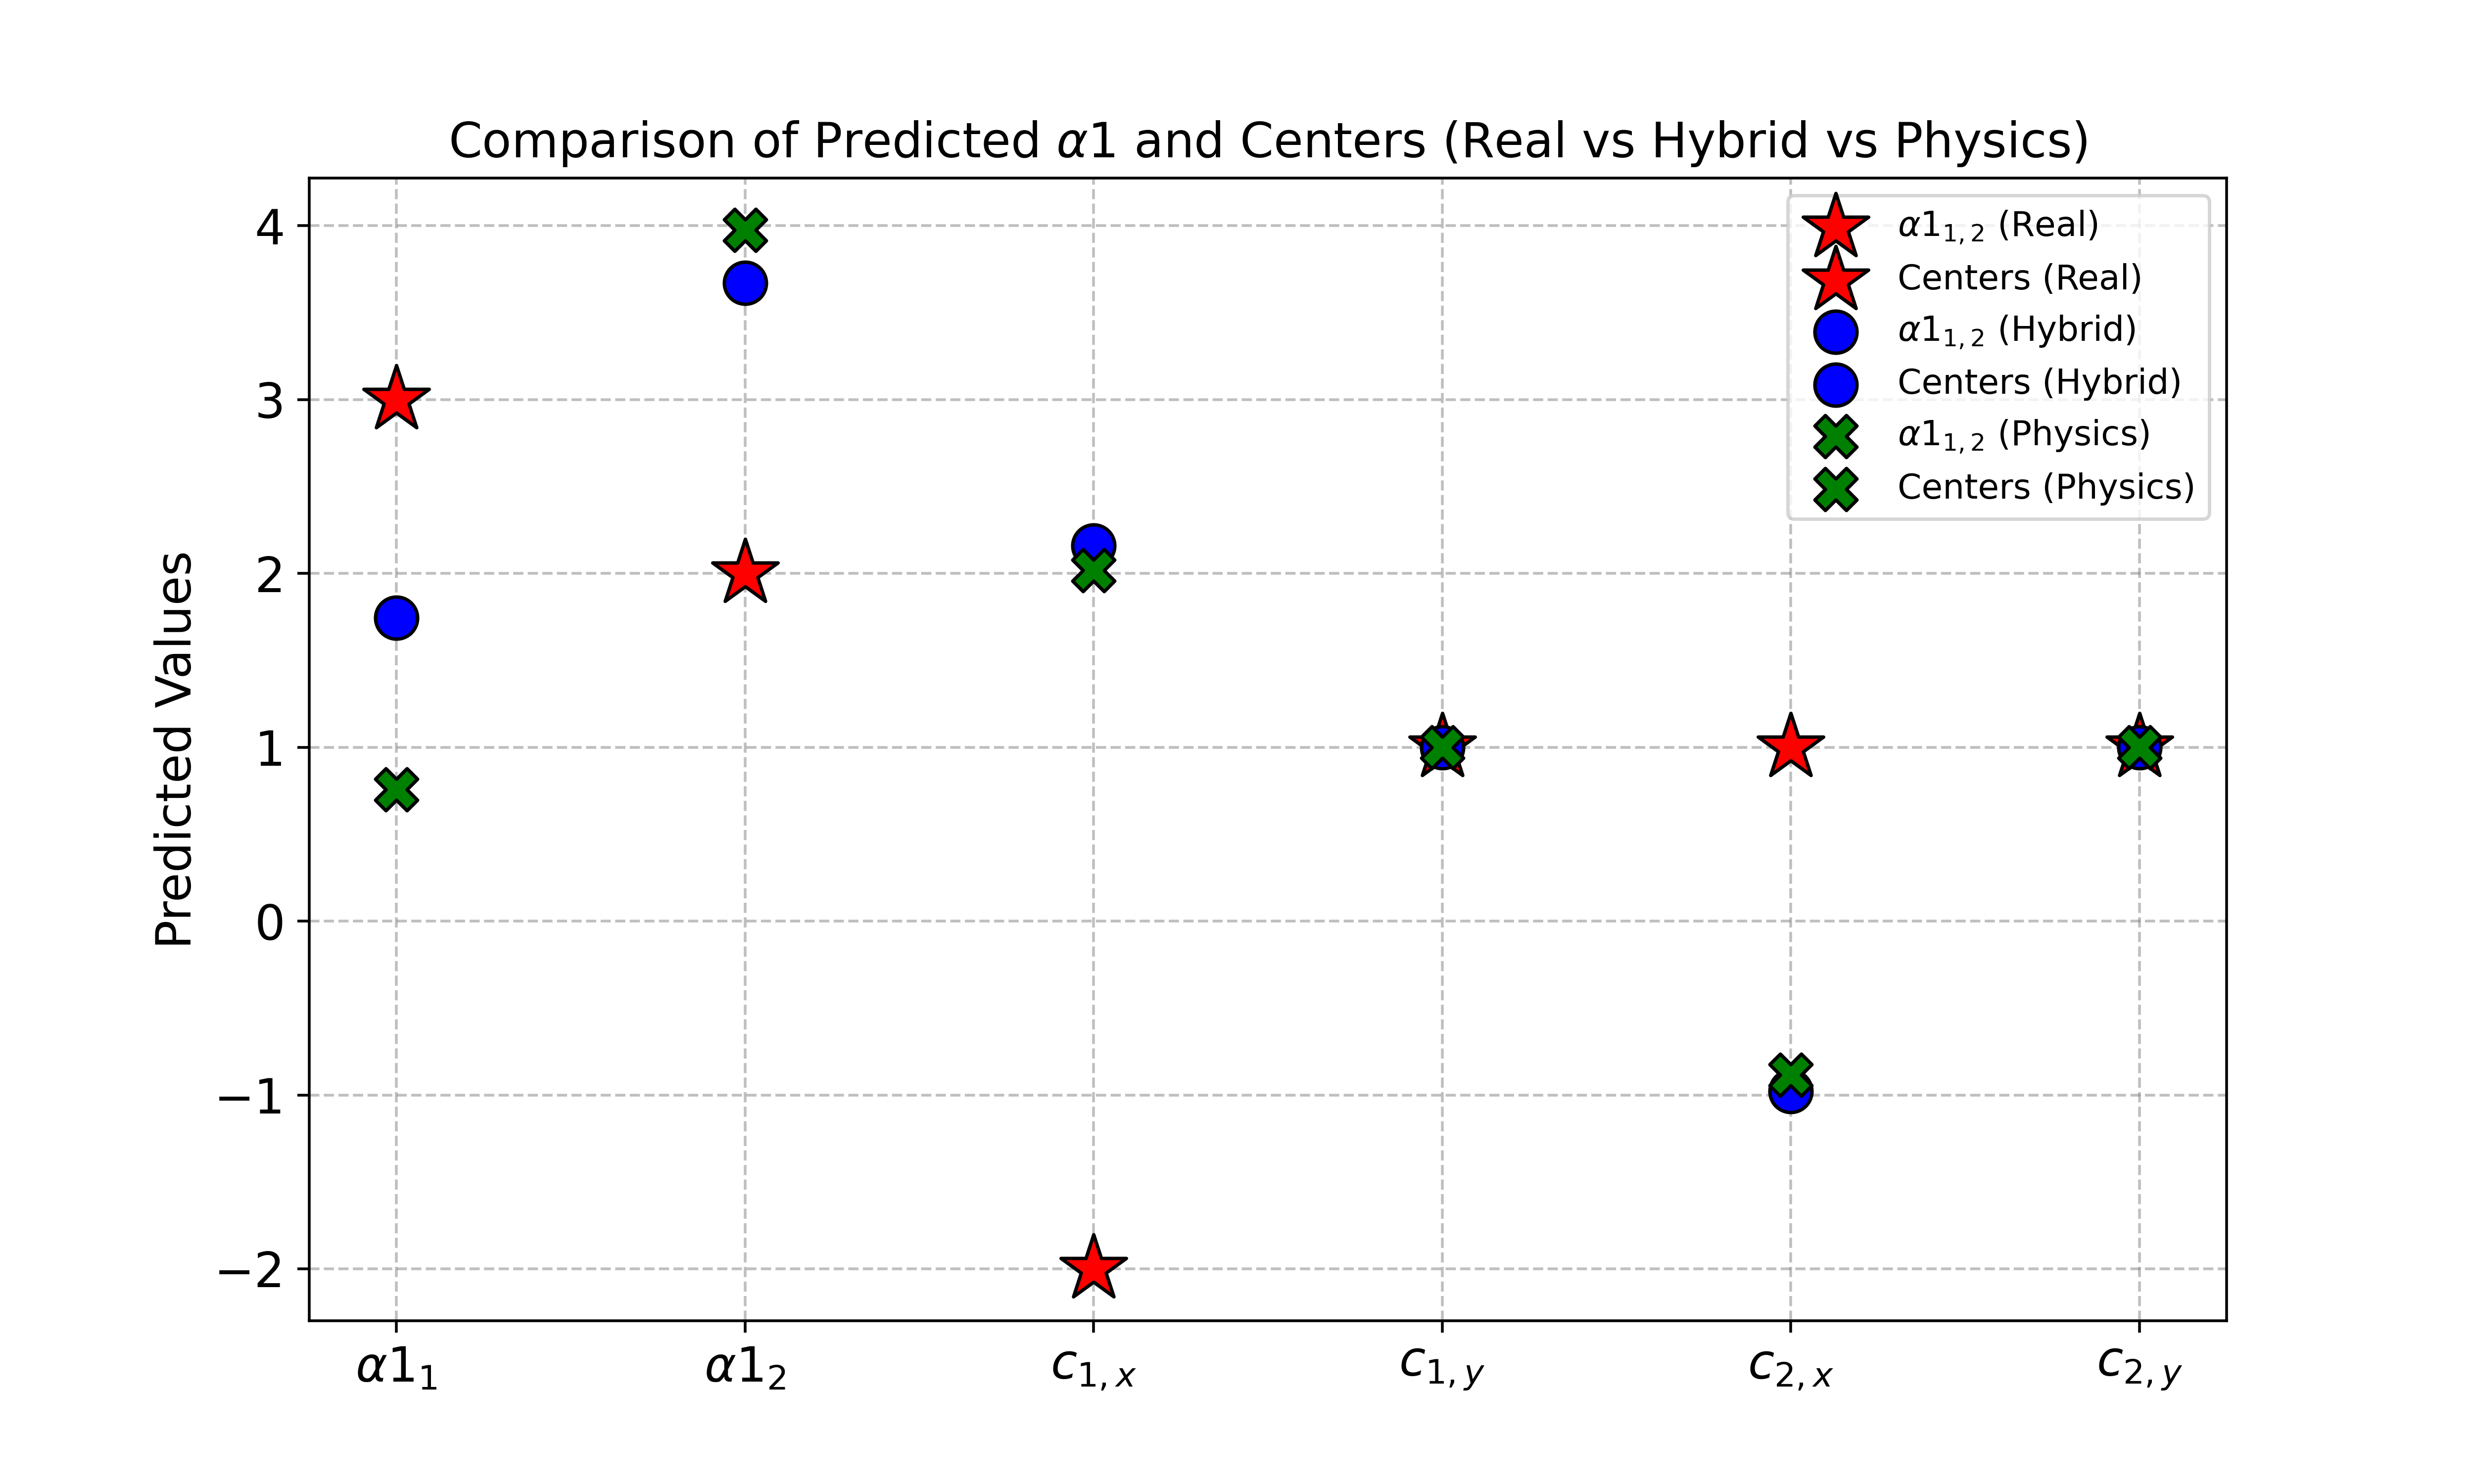 Comparison of Predicted α1 and Centers (Real vs Hybrid vs Physics)
α1₁,₂ (Real)
Centers (Real)
α1₁,₂ (Hybrid)
Centers (Hybrid)
α1₁,₂ (Physics)
Centers (Physics)
Predicted Values
4
3
2
1
0
−1
−2
α1₁ α1₂ c₁,ₓ c₁,y c₂,ₓ c₂,y